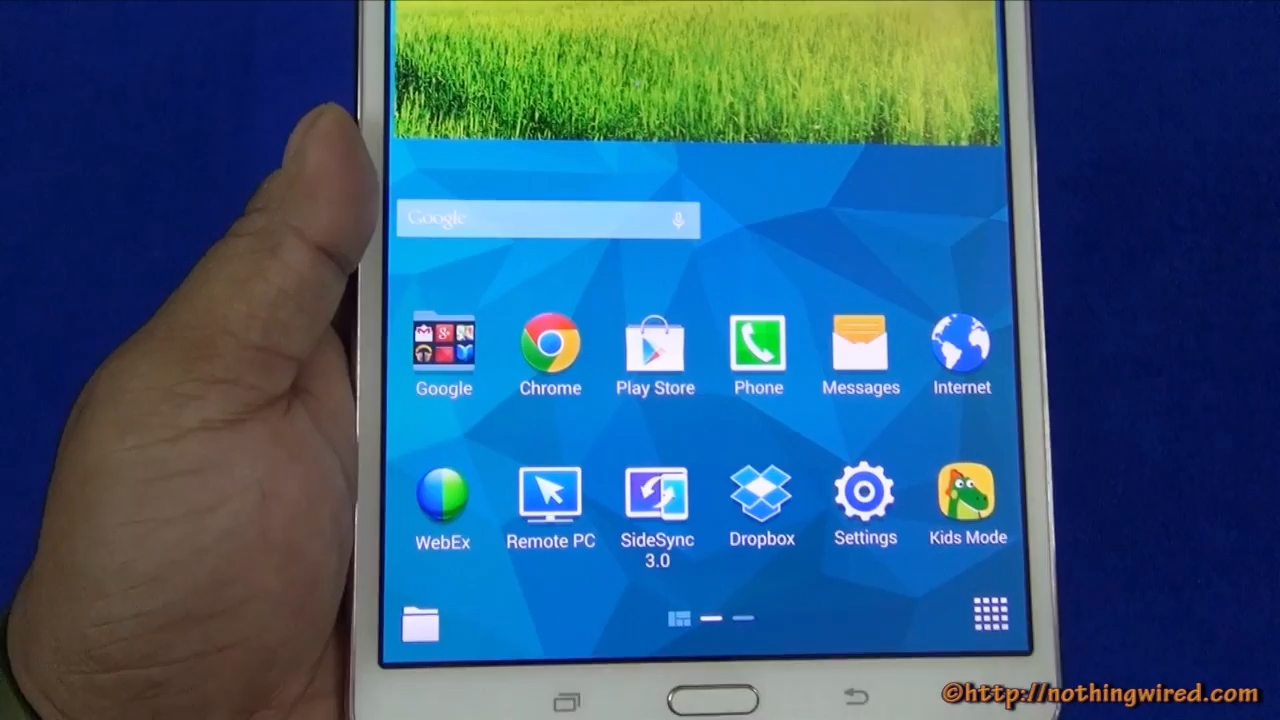 Google
Google
Chrome
Play Store
Phone
Messages
Internet
WebEx
Remote PC
SideSync
3.0
Dropbox
Settings
Kids Mode
©http://nothingwired.com